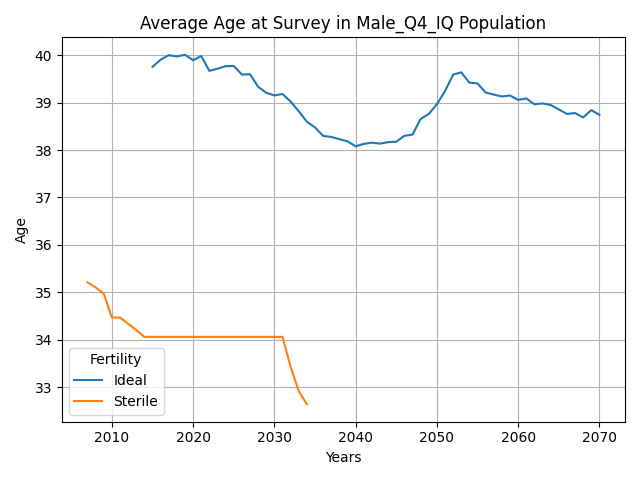 Average Age at Survey in Male_Q4_IQ Population
40
39
38
37
36
35
34
33
Age
Fertility
Ideal
Sterile
2010 2020 2030 2040 2050 2060 2070
Years